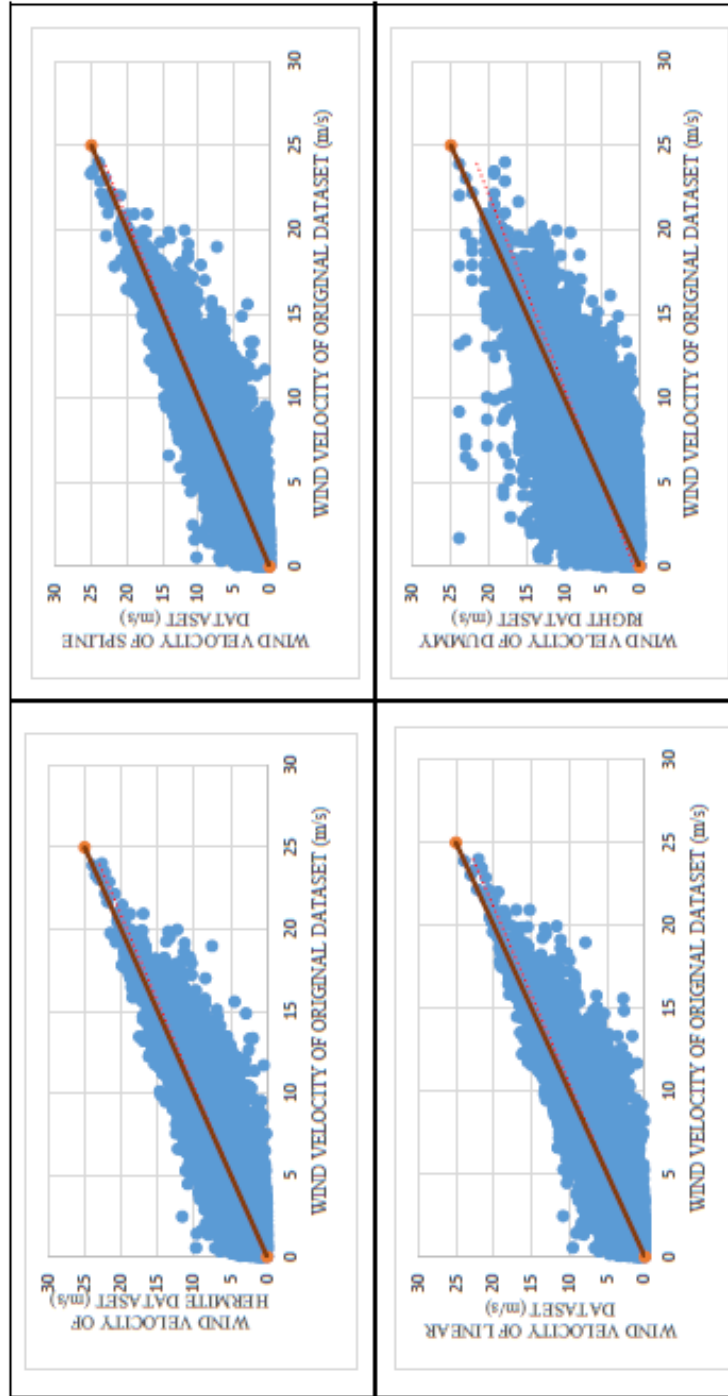 WIND VELOCITY OF
HERMITE DATASET (m/s)
30
25
20
15
10
5
0
0 5 10 15 20 25 30
WIND VELOCITY OF ORIGINAL DATASET (m/s)
WIND VELOCITY OF SPLINE
DATASET (m/s)
30
25
20
15
10
5
0
0 5 10 15 20 25 30
WIND VELOCITY OF ORIGINAL DATASET (m/s)
WIND VELOCITY OF LINEAR
DATASET (m/s)
30
25
20
15
10
5
0
0 5 10 15 20 25 30
WIND VELOCITY OF ORIGINAL DATASET (m/s)
WIND VELOCITY OF DUMMY
RIGHT DATASET (m/s)
30
25
20
15
10
5
0
0 5 10 15 20 25 30
WIND VELOCITY OF ORIGINAL DATASET (m/s)